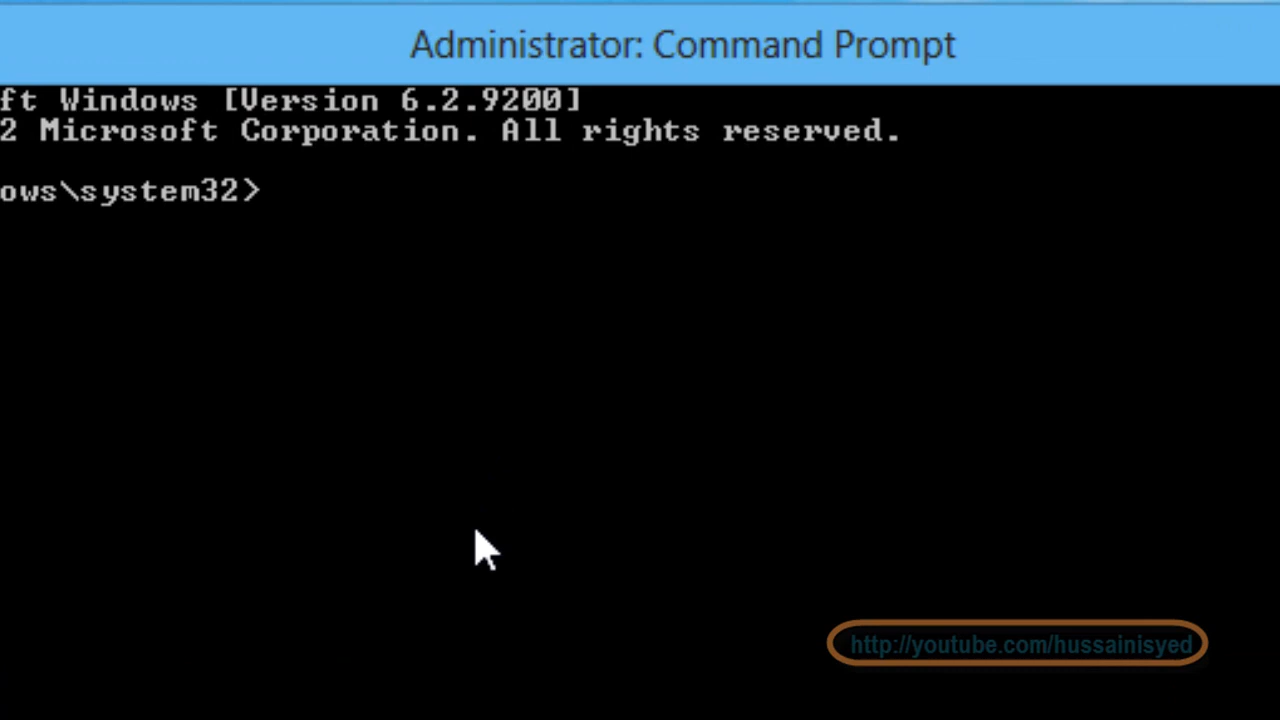 Administrator: Command Prompt
ft Windows [Version 6.2.9200]
2 Microsoft Corporation. All rights reserved.
ows\system32>
http://youtube.com/hussainisyed